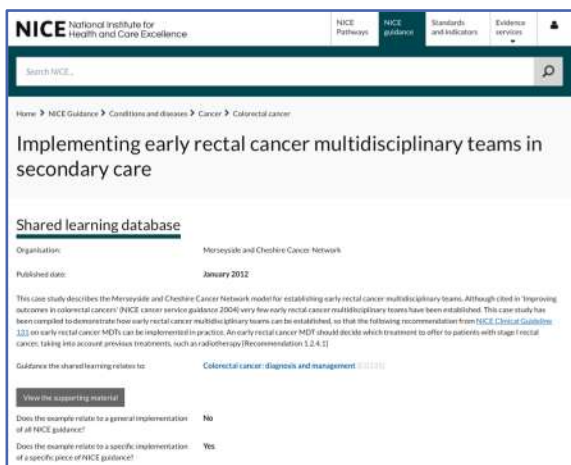 NICE National Institute for
Health and Care Excellence
NICE
Pathways
NICE
guidance
Standards
and indicators
Evidence
services
Search NICE...
Home > NICE Guidance > Conditions and diseases > Cancer > Colorectal cancer
Implementing early rectal cancer multidisciplinary teams in
secondary care
Shared learning database
Organisation: Merseyside and Cheshire Cancer Network
Published date: January 2012
This case study describes the Merseyside and Cheshire Cancer Network model for establishing early rectal cancer multidisciplinary teams. Although cited in 'Improving
outcomes in colorectal cancers' (NICE cancer service guidance 2004) very few early rectal cancer multidisciplinary teams have been established. This case study has
been compiled to demonstrate how early rectal cancer multidisciplinary teams can be established, so that the following recommendation from NICE Clinical Guideline
131 on early rectal cancer MDTs can be implemented in practice. An early rectal cancer MDT should decide which treatment to offer to patients with stage I rectal
cancer, taking into account previous treatments, such as radiotherapy [Recommendation 1.2.4.1]
Guidance the shared learning relates to: Colorectal cancer: diagnosis and management (CG131)
View the supporting material
Does the example relate to a general implementation No
of all NICE guidance?
Does the example relate to a specific implementation Yes
of a specific piece of NICE guidance?